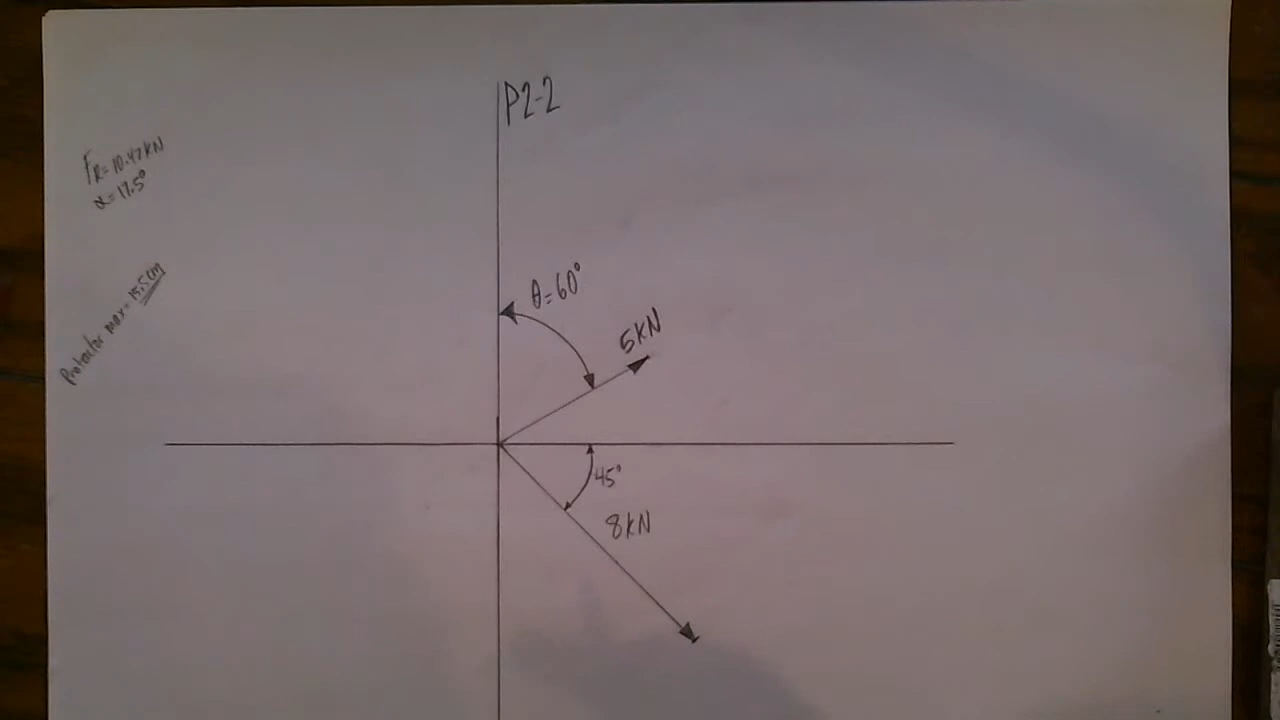 P2-2
FR=10.47KN
α=17.5°
Protractor max=15.5cm
θ=60°
5KN
45°
8KN